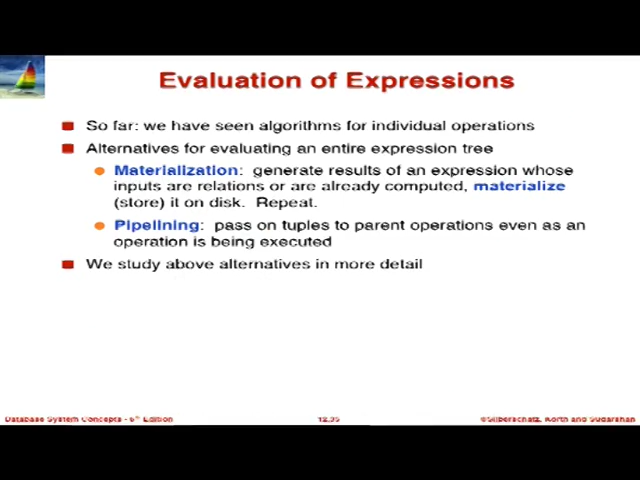 Evaluation of Expressions
So far: we have seen algorithms for individual operations
Alternatives for evaluating an entire expression tree
Materialization: generate results of an expression whose
inputs are relations or are already computed, materialize
(store) it on disk. Repeat.
Pipelining: pass on tuples to parent operations even as an
operation is being executed
We study above alternatives in more detail
Database System Concepts - 6th Edition
©Silberschatz, Korth and Sudarshan